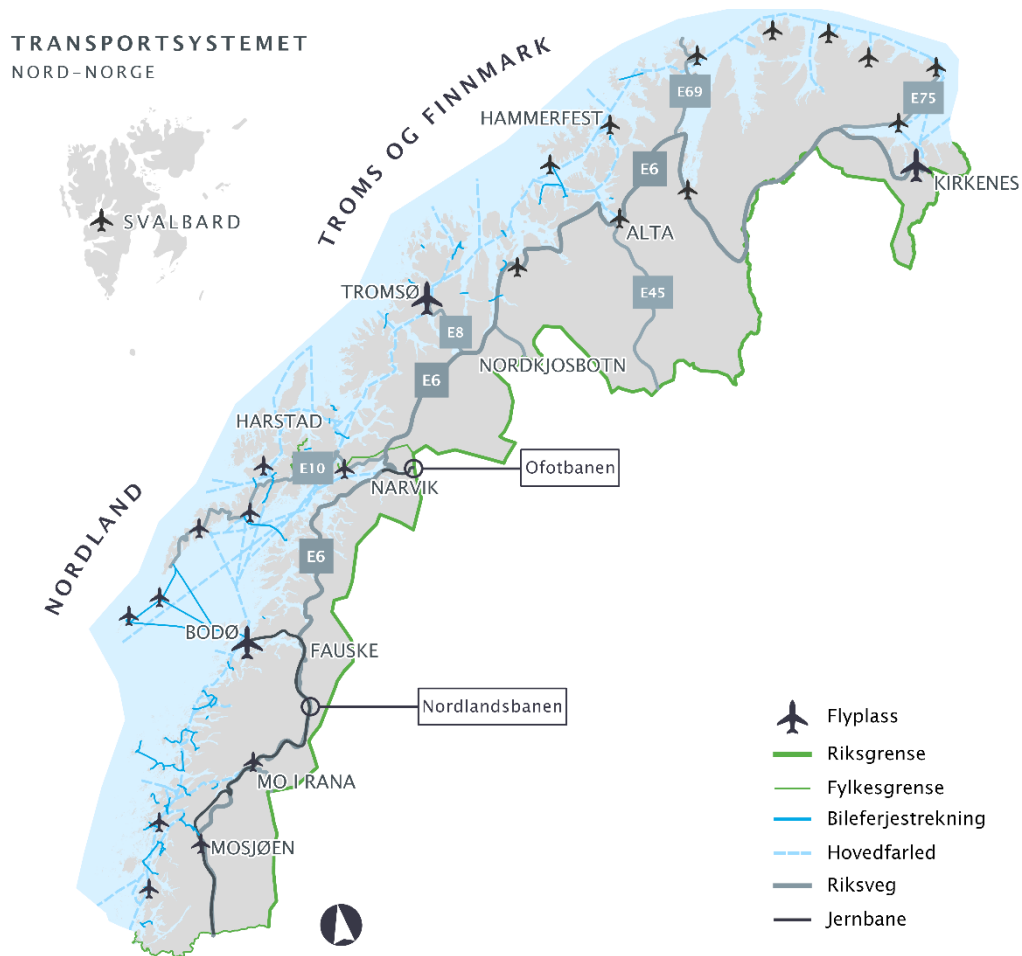 TRANSPORTSYSTEMET
NORD-NORGE
SVALBARD
TROMS OG FINNMARK
NORDLAND
E69
E75
HAMMERFEST
E6
KIRKENES
ALTA
TROMSØ
E45
E8
NORDKJOSBOTN
E6
HARSTAD
E10
NARVIK
Ofotbanen
E6
BODØ
FAUSKE
Nordlandsbanen
MO I RANA
MOSJØEN
Flyplass
Riksgrense
Fylkesgrense
Bileferjestrekning
Hovedfarled
Riksveg
Jernbane